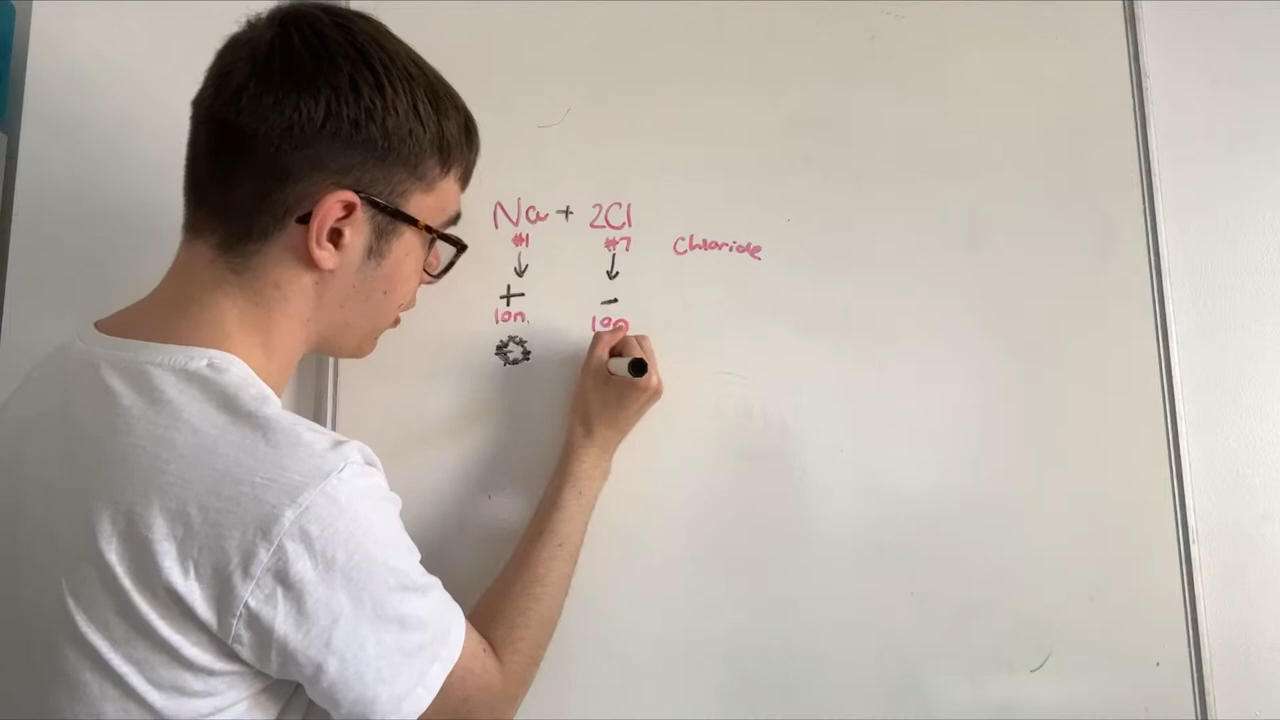 Na + 2Cl
#1 #7 Chloride
+ -
Ion. Ion